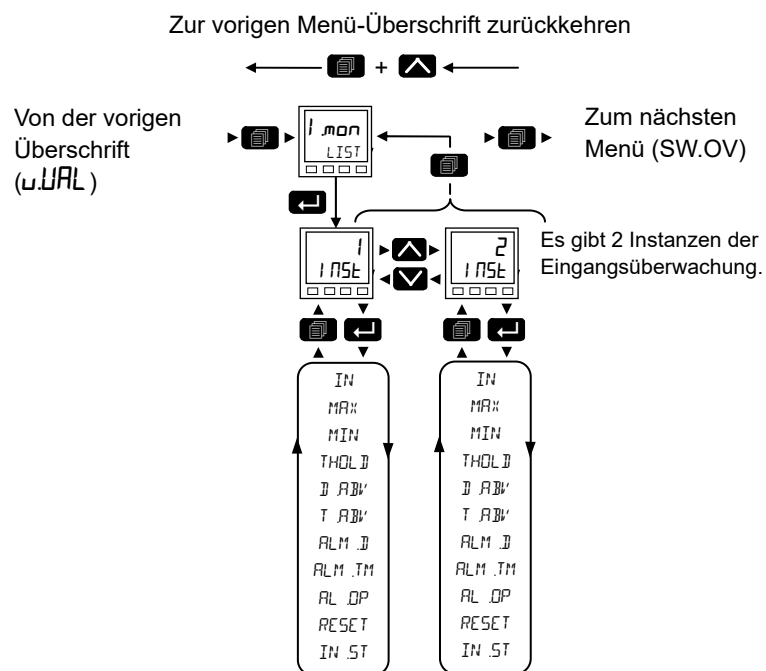 Zur vorigen Menü-Überschrift zurückkehren
+
Von der vorigen
Überschrift
(u.VAL)
I.mon
LIST
Zum nächsten
Menü (SW.OV)
1
INSt
2
INSt
Es gibt 2 Instanzen der
Eingangsüberwachung.
IN
MAX
MIN
THOLD
D.ABV
T.ABV
ALM.D
ALM.TM
AL.OP
RESET
IN.ST
IN
MAX
MIN
THOLD
D.ABV
T.ABV
ALM.D
ALM.TM
AL.OP
RESET
IN.ST